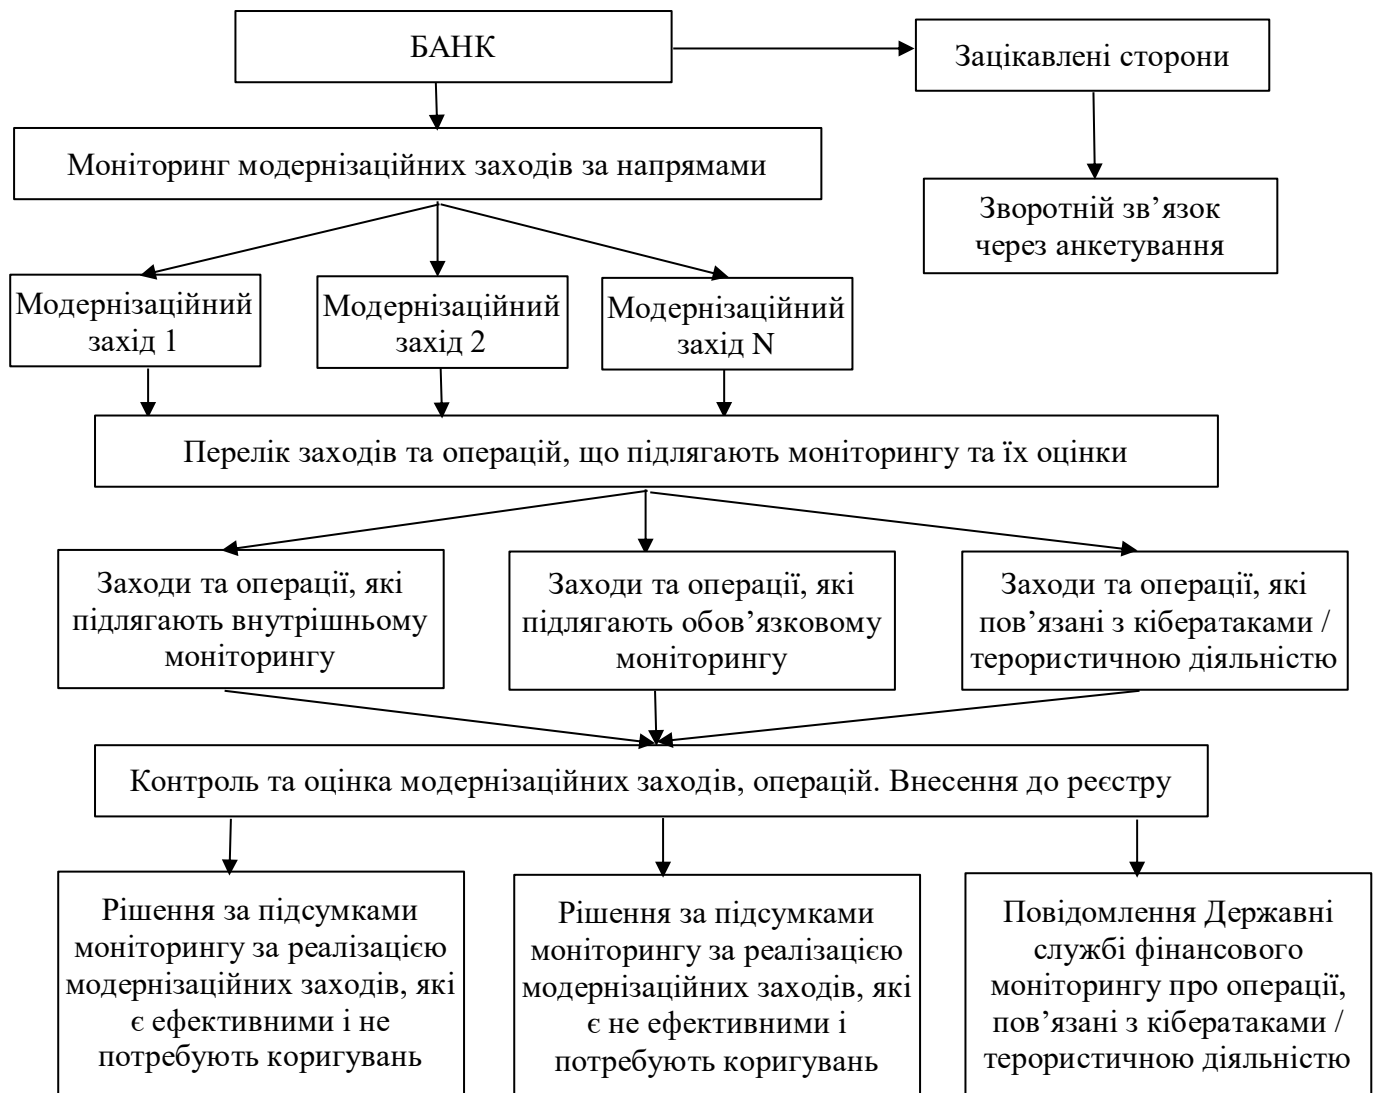 БАНК
Зацікавлені сторони
Моніторинг модернізаційних заходів за напрямами
Зворотній зв’язок
через анкетування
Модернізаційний
захід 1
Модернізаційний
захід 2
Модернізаційний
захід N
Перелік заходів та операцій, що підлягають моніторингу та їх оцінки
Заходи та операції, які
підлягають внутрішньому
моніторингу
Заходи та операції, які
підлягають обов’язковому
моніторингу
Заходи та операції, які
пов’язані з кібератаками /
терористичною діяльністю
Контроль та оцінка модернізаційних заходів, операцій. Внесення до реєстру
Рішення за підсумками
моніторингу за реалізацією
модернізаційних заходів, які
є ефективними і не
потребують коригувань
Рішення за підсумками
моніторингу за реалізацією
модернізаційних заходів, які
є не ефективними і
потребують коригувань
Повідомлення Державні
службі фінансового
моніторингу про операції,
пов’язані з кібератаками /
терористичною діяльністю